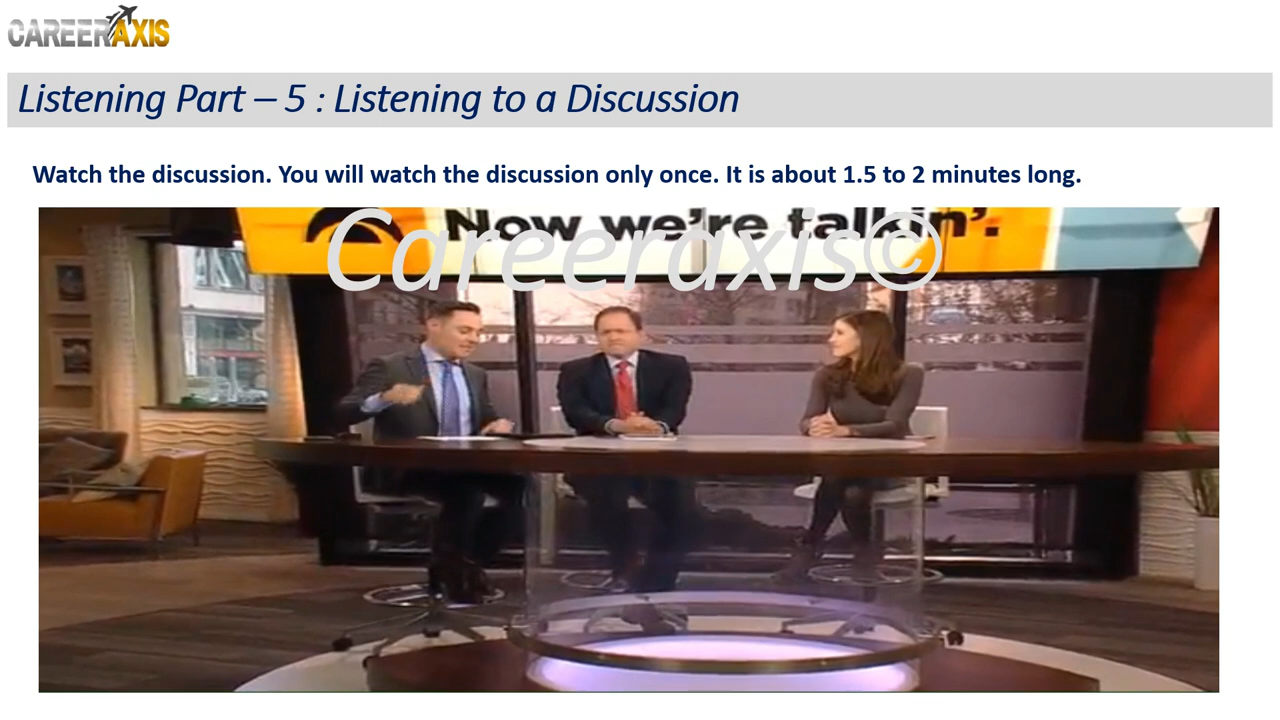 CAREERAXIS
Listening Part – 5 : Listening to a Discussion
Watch the discussion. You will watch the discussion only once. It is about 1.5 to 2 minutes long.
Now we're talkin'.
Careeraxis©